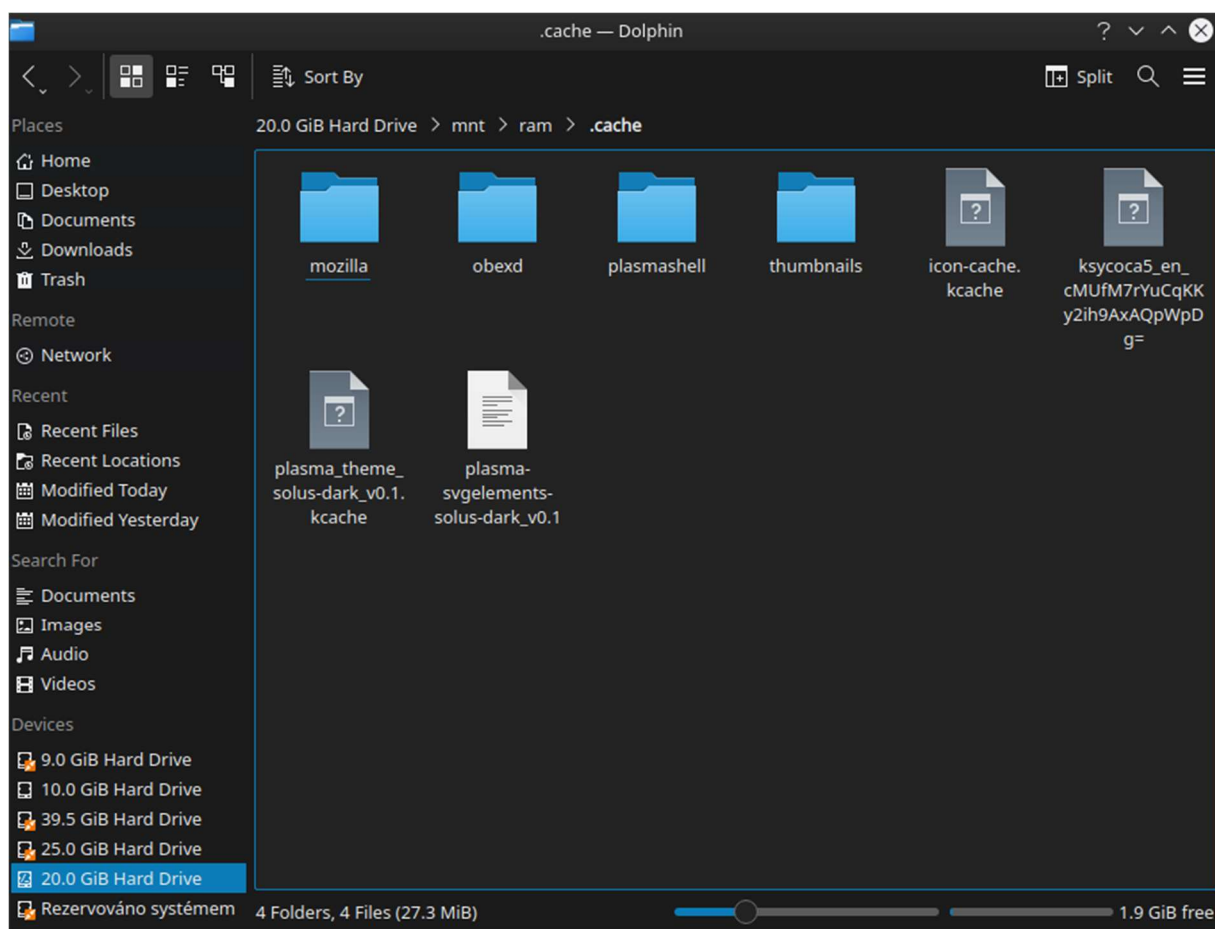 .cache — Dolphin
Sort By
Split
Places
20.0 GiB Hard Drive > mnt > ram > .cache
Home
Desktop
Documents
Downloads
Trash
Remote
Network
Recent
Recent Files
Recent Locations
Modified Today
Modified Yesterday
Search For
Documents
Images
Audio
Videos
Devices
9.0 GiB Hard Drive
10.0 GiB Hard Drive
39.5 GiB Hard Drive
25.0 GiB Hard Drive
20.0 GiB Hard Drive
Rezervováno systémem
mozilla
obexd
plasmashell
thumbnails
icon-cache.
kcache
ksycoca5_en_
cMUfM7rYuCqKK
y2ih9AxAQpWpD
g=
plasma_theme_
solus-dark_v0.1.
kcache
plasma-
svgelements-
solus-dark_v0.1
4 Folders, 4 Files (27.3 MiB)
1.9 GiB free